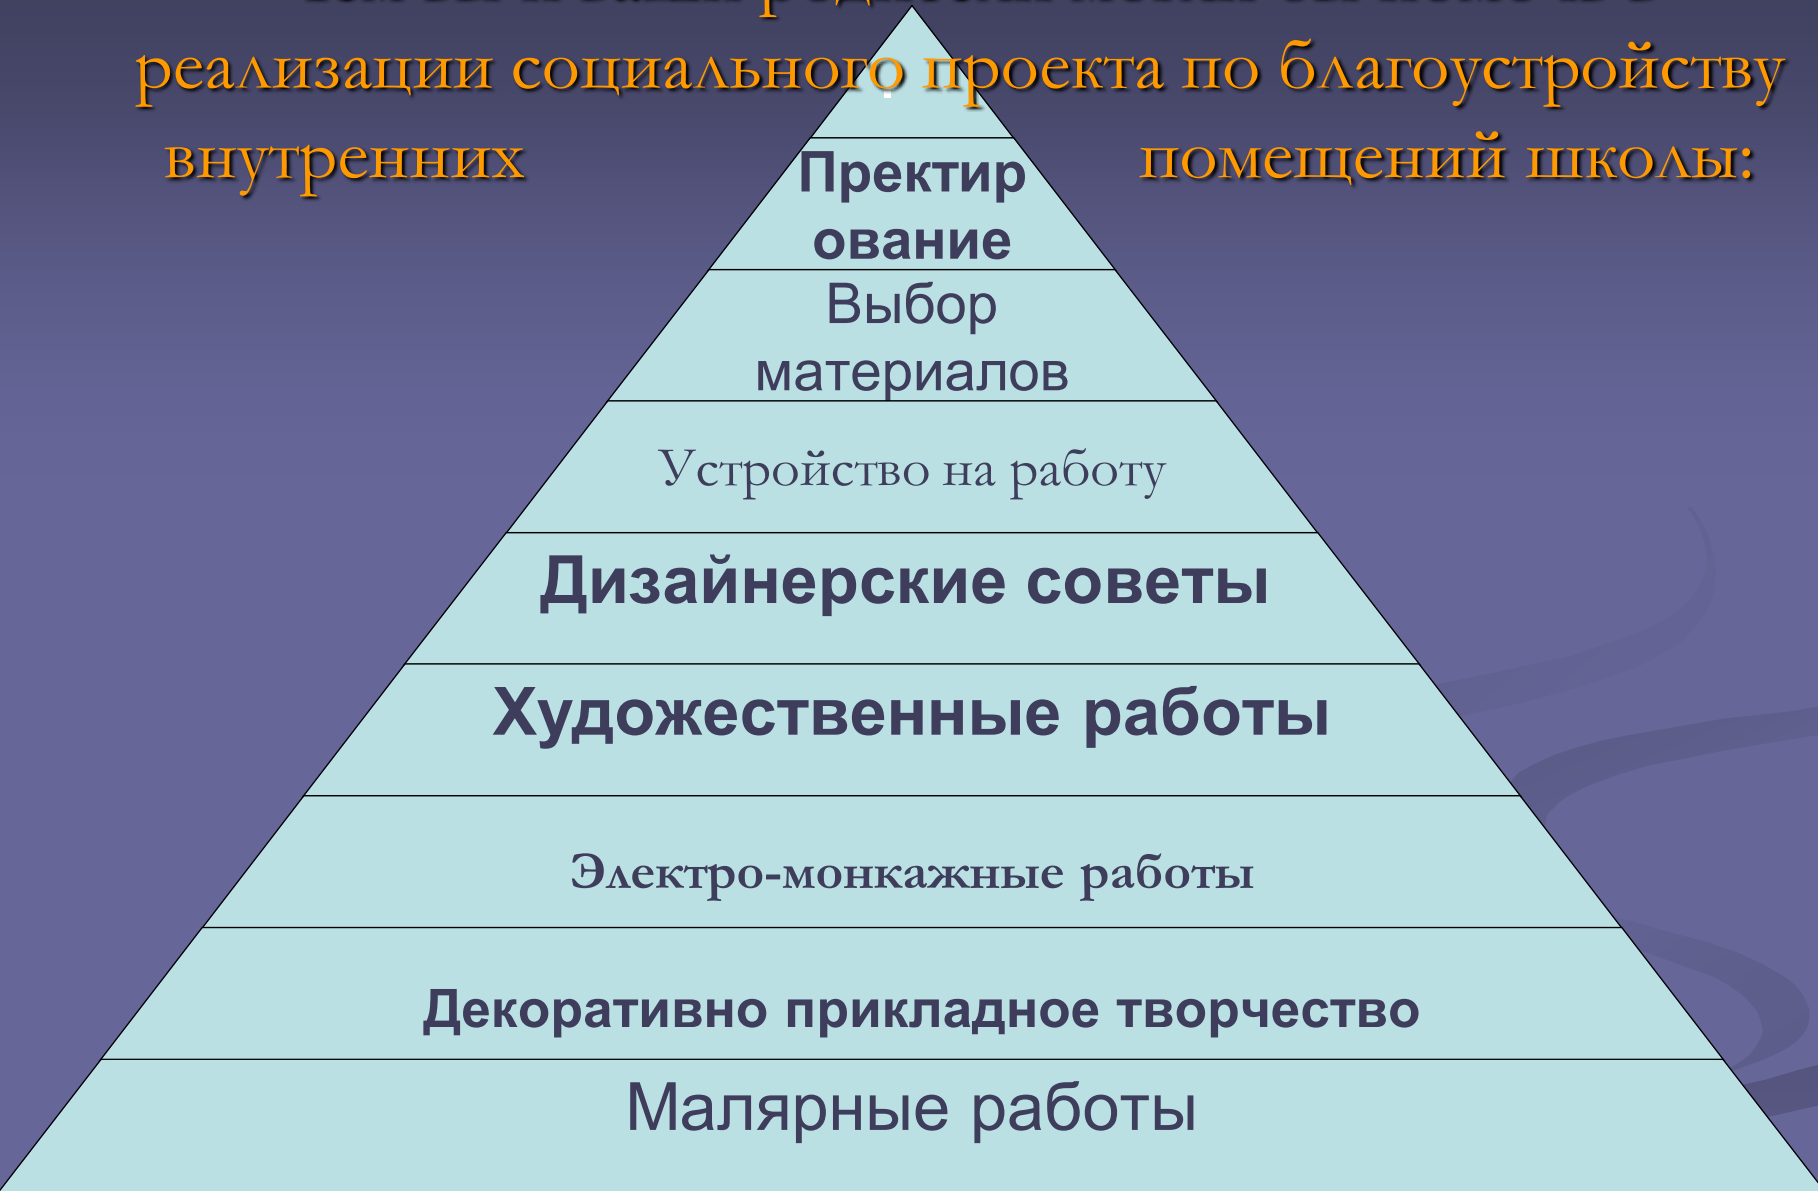 реализации социального проекта по благоустройству
внутренних помещений школы:
Пректир
ование
Выбор
материалов
Устройство на работу
Дизайнерские советы
Художественные работы
Электро-монкажные работы
Декоративно прикладное творчество
Малярные работы